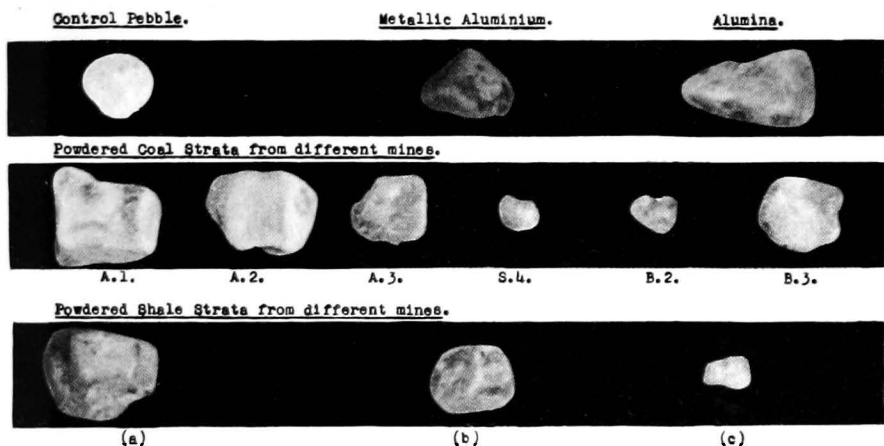 Control Pebble. Metallic Aluminium. Alumina.
Powdered Coal Strata from different mines.
A.1. A.2. A.3. S.4. B.2. B.3.
Powdered Shale Strata from different mines.
(a) (b) (c)